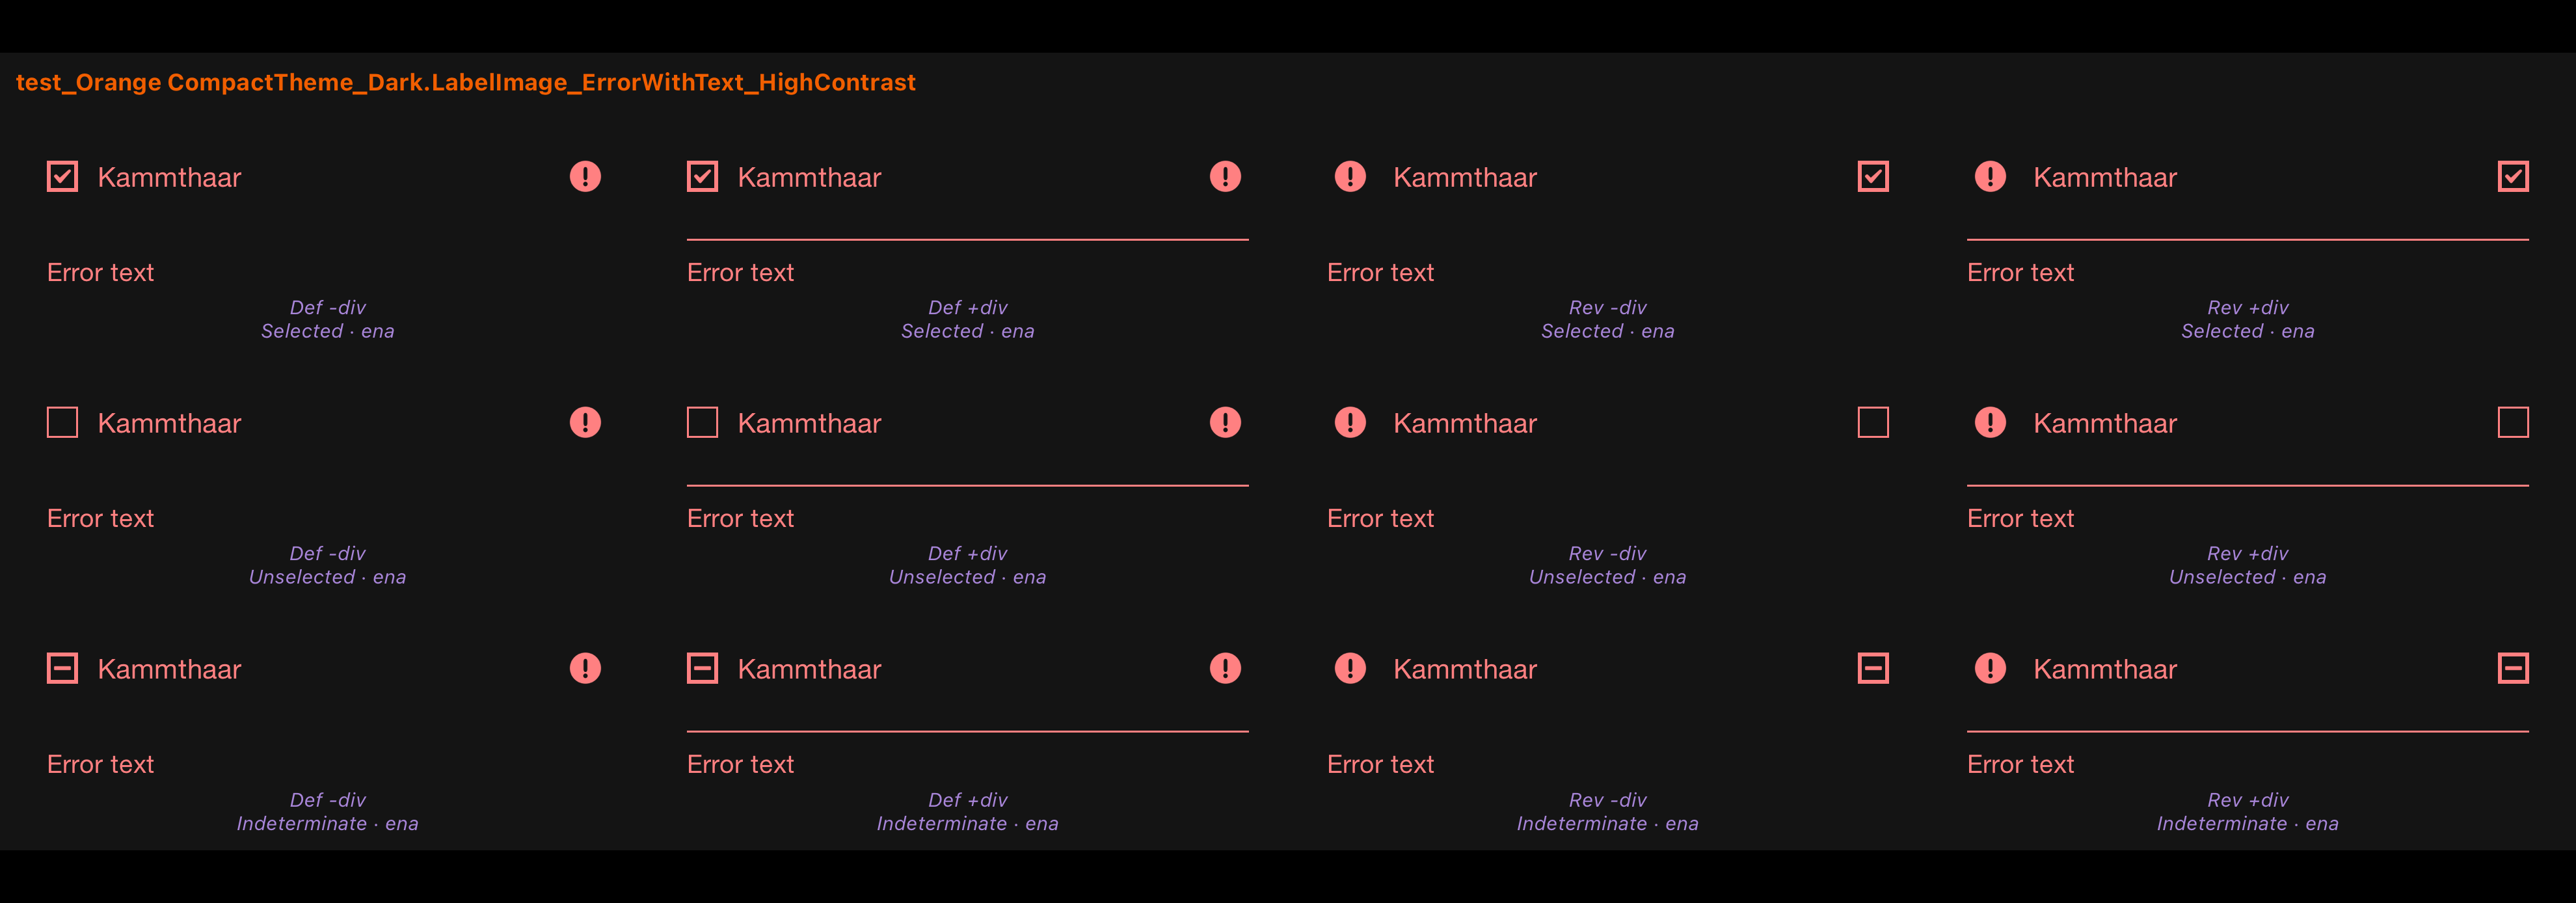 test_Orange CompactTheme_Dark.LabelImage_ErrorWithText_HighContrast
Kammthaar
Kammthaar
Kammthaar
Kammthaar
Error text
Error text
Error text
Error text
Def -div
Selected · ena
Def +div
Selected · ena
Rev -div
Selected · ena
Rev +div
Selected · ena
Kammthaar
Kammthaar
Kammthaar
Kammthaar
Error text
Error text
Error text
Error text
Def -div
Unselected · ena
Def +div
Unselected · ena
Rev -div
Unselected · ena
Rev +div
Unselected · ena
Kammthaar
Kammthaar
Kammthaar
Kammthaar
Error text
Error text
Error text
Error text
Def -div
Indeterminate · ena
Def +div
Indeterminate · ena
Rev -div
Indeterminate · ena
Rev +div
Indeterminate · ena